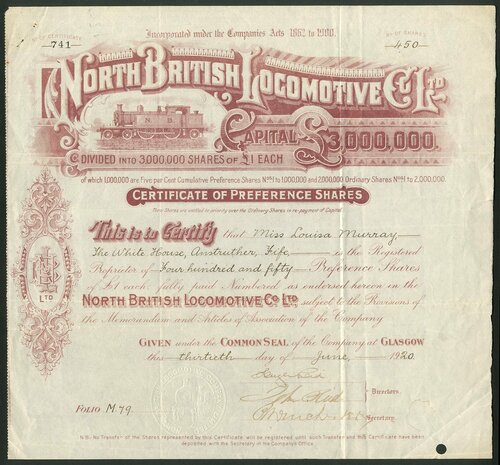 Incorporated under the Companies Acts 1862 to 1900.
No OF CERTIFICATE
741
No OF SHARES
450
NORTH BRITISH LOCOMOTIVE Co LTD
N B
CAPITAL £3,000,000,
DIVIDED INTO 3,000,000 SHARES OF £1 EACH
of which 1,000,000 are Five per Cent Cumulative Preference Shares Nos 1 to 1,000,000 and 2,000,000 Ordinary Shares Nos 1 to 2,000,000.
CERTIFICATE OF PREFERENCE SHARES
These Shares are entitled to priority over the Ordinary Shares in re-payment of Capital.
This is to Certify that Miss Louisa Murray
The White House, Anstruther, Fife, is the Registered
Proprietor of Four hundred and fifty Preference Shares
of £1 each fully paid Numbered as endorsed hereon in the
NORTH BRITISH LOCOMOTIVE Co LTD. subject to the Provisions of
the Memorandum and Articles of Association of the Company
LTD
GIVEN under the COMMON SEAL of the Company at GLASGOW
this thirtieth day of June, 1920.
Hugh Reid
John Reid
Directors.
Secretary.
FOLIO M.79.
N.B: No Transfer of the Shares represented by this Certificate will be registered until such Transfer and this Certificate have been
deposited with the Secretary in the Company's Office.